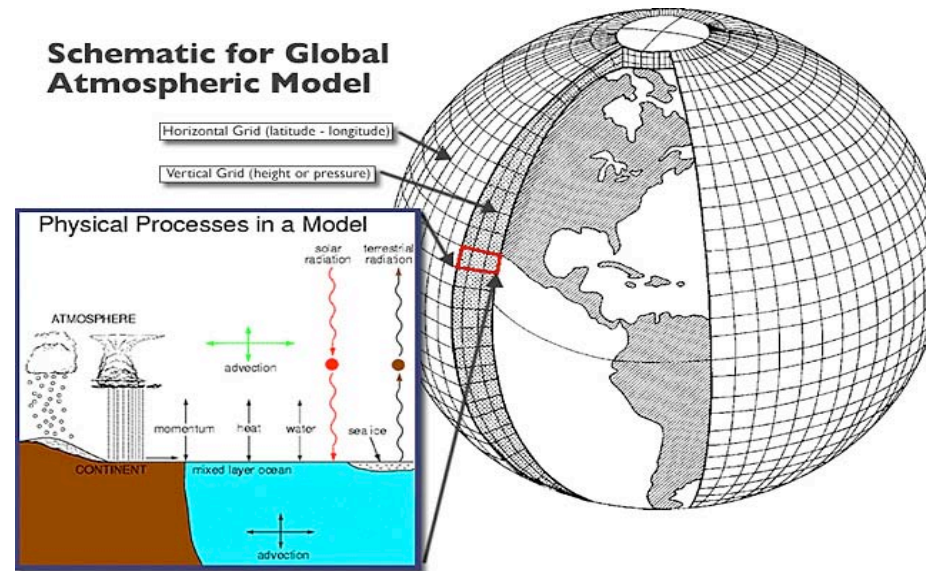 Schematic for Global
Atmospheric Model
Horizontal Grid (latitude - longitude)
Vertical Grid (height or pressure)
Physical Processes in a Model
solar
radiation
terrestrial
radiation
ATMOSPHERE
advection
momentum
heat
water
sea ice
CONTINENT
mixed layer ocean
advection